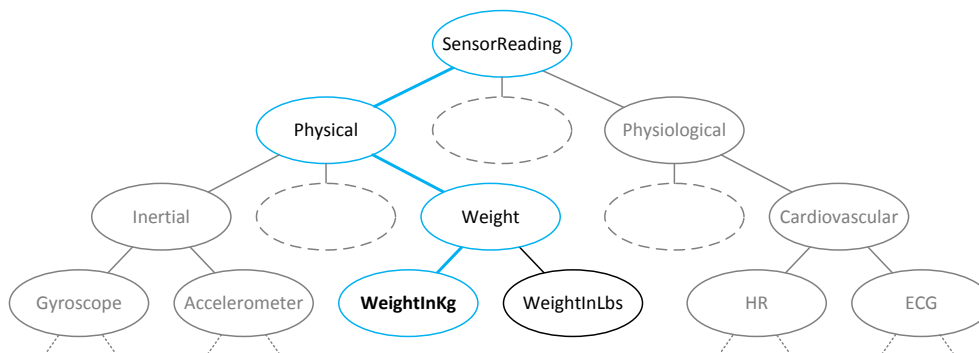 SensorReading
Physical
Physiological
Inertial
Weight
Cardiovascular
Gyroscope
Accelerometer
WeightInKg
WeightInLbs
HR
ECG